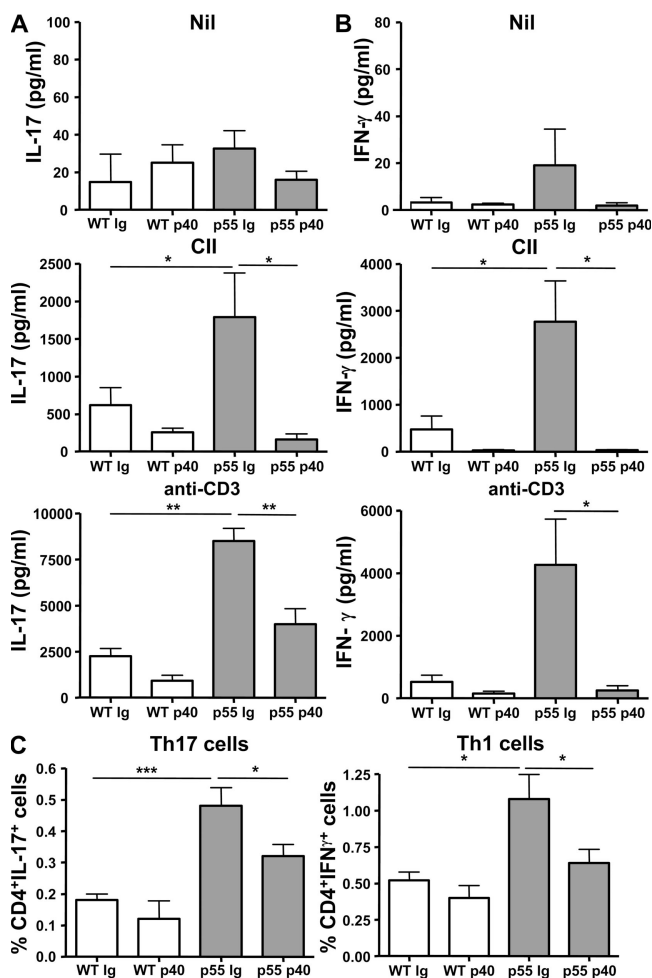 A
Nil
IL-17 (pg/ml)
100
80
60
40
20
0
WT Ig WT p40 p55 Ig p55 p40
B
Nil
IFN-γ (pg/ml)
80
60
40
20
0
WT Ig WT p40 p55 Ig p55 p40
CII
IL-17 (pg/ml)
2500
2000
1500
1000
500
0
* *
WT Ig WT p40 p55 Ig p55 p40
CII
IFN-γ (pg/ml)
4000
3000
2000
1000
0
* *
WT Ig WT p40 p55 Ig p55 p40
anti-CD3
IL-17 (pg/ml)
10000
7500
5000
2500
0
** **
WT Ig WT p40 p55 Ig p55 p40
anti-CD3
IFN- γ (pg/ml)
6000
4000
2000
0
*
WT Ig WT p40 p55 Ig p55 p40
C
Th17 cells
% CD4+IL-17+ cells
0.6
0.5
0.4
0.3
0.2
0.1
0.0
*** *
WT Ig WT p40 p55 Ig p55 p40
Th1 cells
% CD4+IFNγ+ cells
1.25
1.00
0.75
0.50
0.25
0.00
* *
WT Ig WT p40 p55 Ig p55 p40